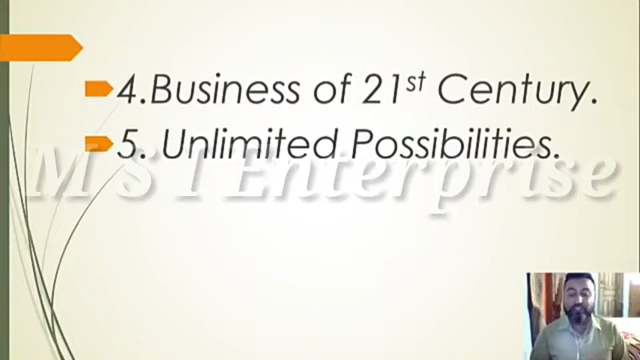 4.Business of 21st Century.
5. Unlimited Possibilities.
M S I Enterprise